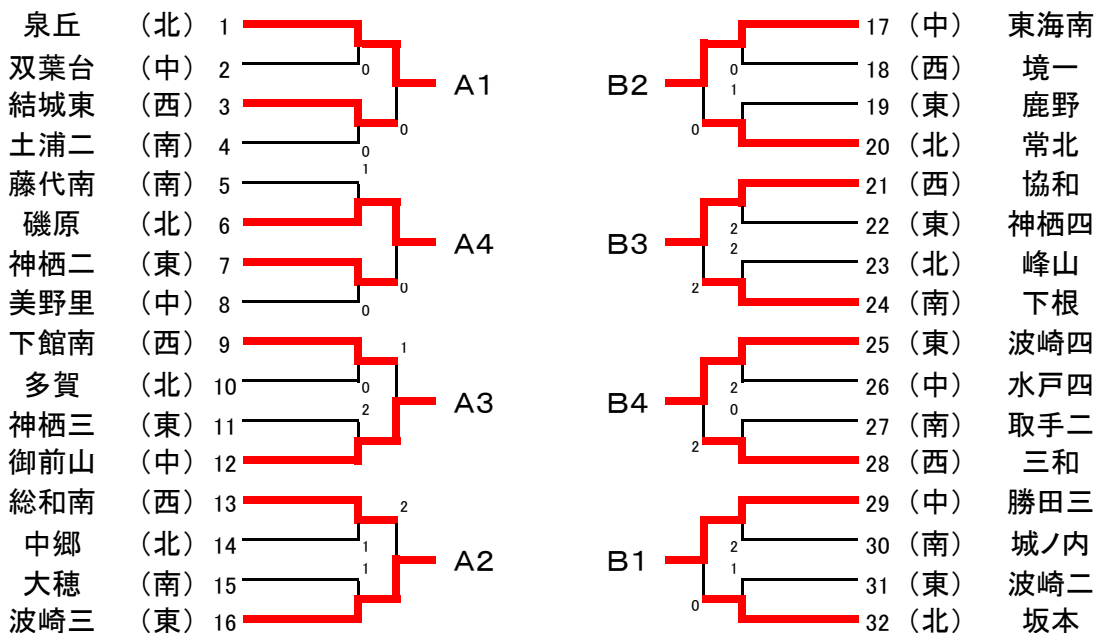 泉丘 （北） 1
双葉台 （中） 2
0
結城東 （西） 3
A1
土浦二 （南） 4
0
0
藤代南 （南） 5
1
磯原 （北） 6
神栖二 （東） 7
A4
美野里 （中） 8
0
0
下館南 （西） 9
1
多賀 （北） 10
0
神栖三 （東） 11
2
A3
御前山 （中） 12
総和南 （西） 13
2
中郷 （北） 14
1
大穂 （南） 15
1
A2
波崎三 （東） 16
17 （中） 東海南
0
18 （西） 境一
B2
1
19 （東） 鹿野
0
20 （北） 常北
21 （西） 協和
2
22 （東） 神栖四
B3
2
23 （北） 峰山
2
24 （南） 下根
25 （東） 波崎四
2
26 （中） 水戸四
B4
0
27 （南） 取手二
2
28 （西） 三和
29 （中） 勝田三
2
30 （南） 城ノ内
B1
1
31 （東） 波崎二
0
32 （北） 坂本